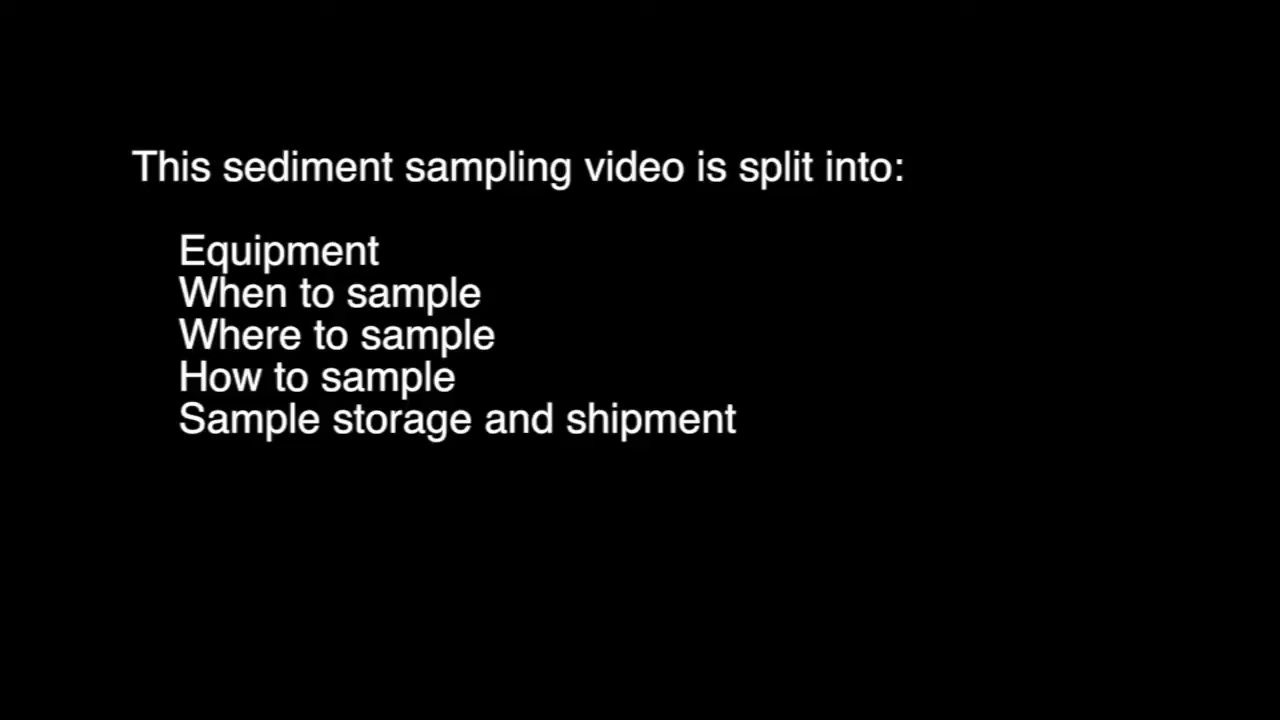 This sediment sampling video is split into:
Equipment
When to sample
Where to sample
How to sample
Sample storage and shipment